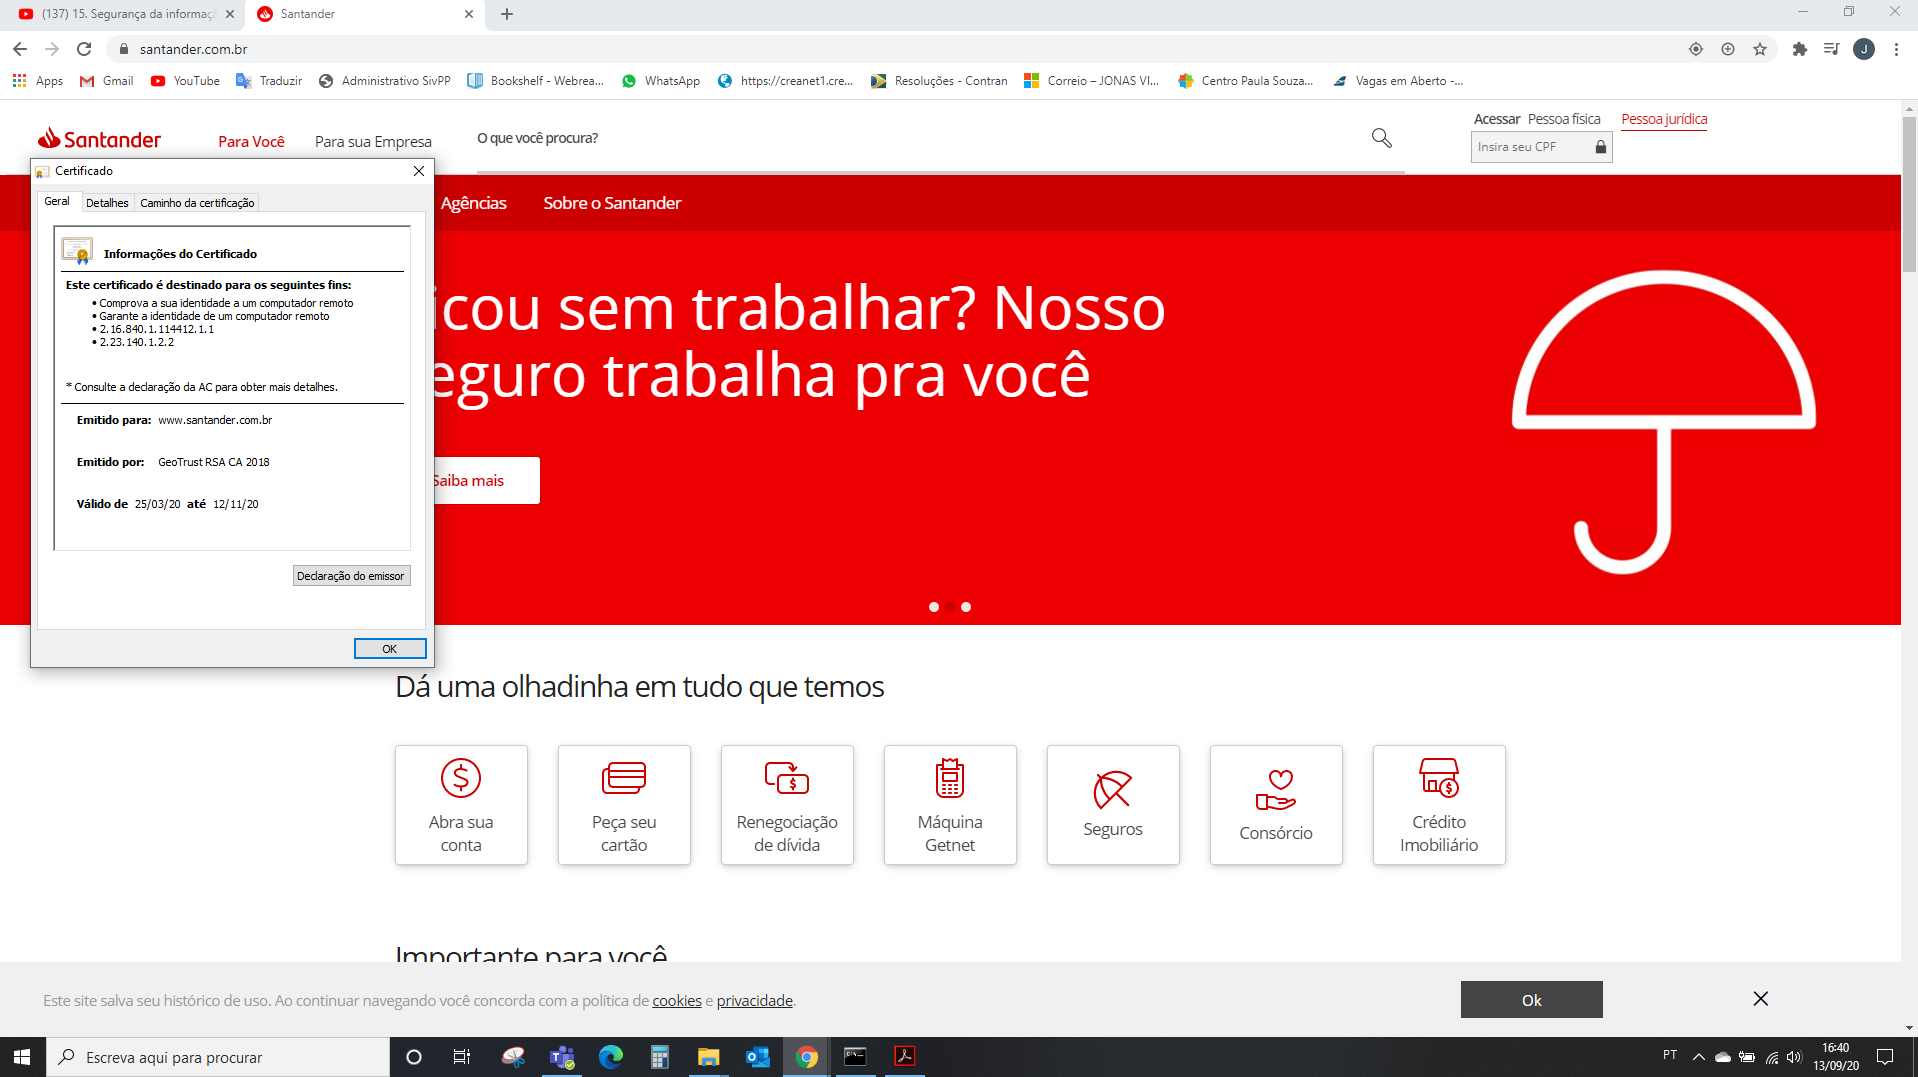 (137) 15. Segurança da informaçã
Santander
santander.com.br
J
Apps
Gmail
YouTube
Traduzir
Administrativo SivPP
Bookshelf - Webrea...
WhatsApp
https://creanet1.cre...
Resoluções - Contran
Correio – JONAS VI...
Centro Paula Souza...
Vagas em Aberto -...
Santander
Para Você
Para sua Empresa
O que você procura?
Acessar Pessoa física Pessoa jurídica
Insira seu CPF
Agências
Sobre o Santander
Certificado
Geral
Detalhes
Caminho da certificação
Informações do Certificado
Este certificado é destinado para os seguintes fins:
• Comprova a sua identidade a um computador remoto
• Garante a identidade de um computador remoto
• 2.16.840.1.114412.1.1
• 2.23.140.1.2.2
* Consulte a declaração da AC para obter mais detalhes.
Emitido para: www.santander.com.br
Emitido por: GeoTrust RSA CA 2018
Válido de 25/03/20 até 12/11/20
Declaração do emissor
OK
icou sem trabalhar? Nosso
eguro trabalha pra você
Saiba mais
Dá uma olhadinha em tudo que temos
Abra sua
conta
Peça seu
cartão
Renegociação
de dívida
Máquina
Getnet
Seguros
Consórcio
Crédito
Imobiliário
Importante para você
Este site salva seu histórico de uso. Ao continuar navegando você concorda com a política de cookies e privacidade.
Ok
Escreva aqui para procurar
PT
16:40
13/09/20